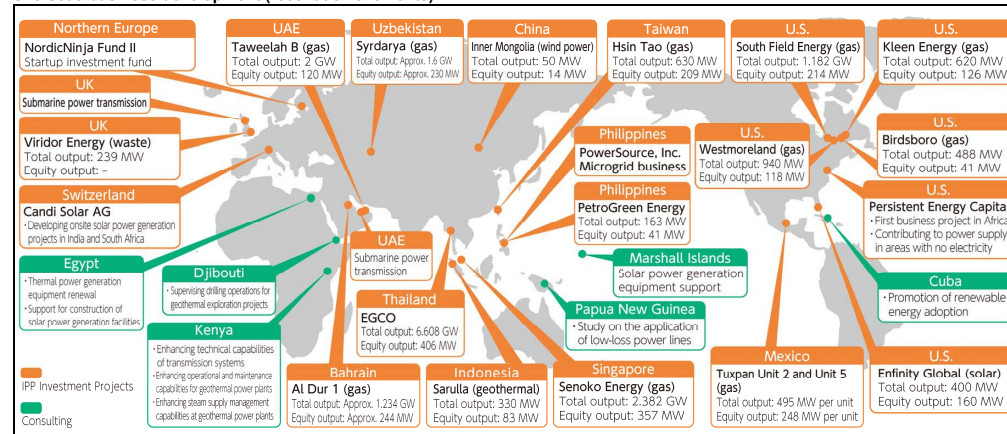 Northern Europe
NordicNinja Fund II
Startup investment fund
UAE
Taweelah B (gas)
Total output: 2 GW
Equity output: 120 MW
Uzbekistan
Syrdarya (gas)
Total output: Approx. 1.6 GW
Equity output: Approx. 230 MW
China
Inner Mongolia (wind power)
Total output: 50 MW
Equity output: 14 MW
Taiwan
Hsin Tao (gas)
Total output: 630 MW
Equity output: 209 MW
U.S.
South Field Energy (gas)
Total output: 1.182 GW
Equity output: 214 MW
U.S.
Kleen Energy (gas)
Total output: 620 MW
Equity output: 126 MW
UK
Submarine power transmission
UK
Viridor Energy (waste)
Total output: 239 MW
Equity output: –
Philippines
PowerSource, Inc.
Microgrid business
U.S.
Westmoreland (gas)
Total output: 940 MW
Equity output: 118 MW
U.S.
Birdsboro (gas)
Total output: 488 MW
Equity output: 41 MW
Switzerland
Candi Solar AG
・Developing onsite solar power generation
projects in India and South Africa
Philippines
PetroGreen Energy
Total output: 163 MW
Equity output: 41 MW
U.S.
Persistent Energy Capital
・First business project in Africa
・Contributing to power supply
in areas with no electricity
UAE
Submarine power
transmission
Egypt
・Thermal power generation
equipment renewal
・Support for construction of
solar power generation facilities
Djibouti
・Supervising drilling operations for
geothermal exploration projects
Marshall Islands
Solar power generation
equipment support
Cuba
・Promotion of renewable
energy adoption
Thailand
EGCO
Total output: 6.608 GW
Equity output: 406 MW
Papua New Guinea
・Study on the application
of low-loss power lines
Kenya
・Enhancing technical capabilities
of transmission systems
・Enhancing operational and maintenance
capabilities for geothermal power plants
・Enhancing steam supply management
capabilities at geothermal power plants
Bahrain
Al Dur 1 (gas)
Total output: Approx. 1.234 GW
Equity output: Approx. 244 MW
Indonesia
Sarulla (geothermal)
Total output: 330 MW
Equity output: 83 MW
Singapore
Senoko Energy (gas)
Total output: 2.382 GW
Equity output: 357 MW
Mexico
Tuxpan Unit 2 and Unit 5
(gas)
Total output: 495 MW per unit
Equity output: 248 MW per unit
U.S.
Enfinity Global (solar)
Total output: 400 MW
Equity output: 160 MW
IPP Investment Projects
Consulting